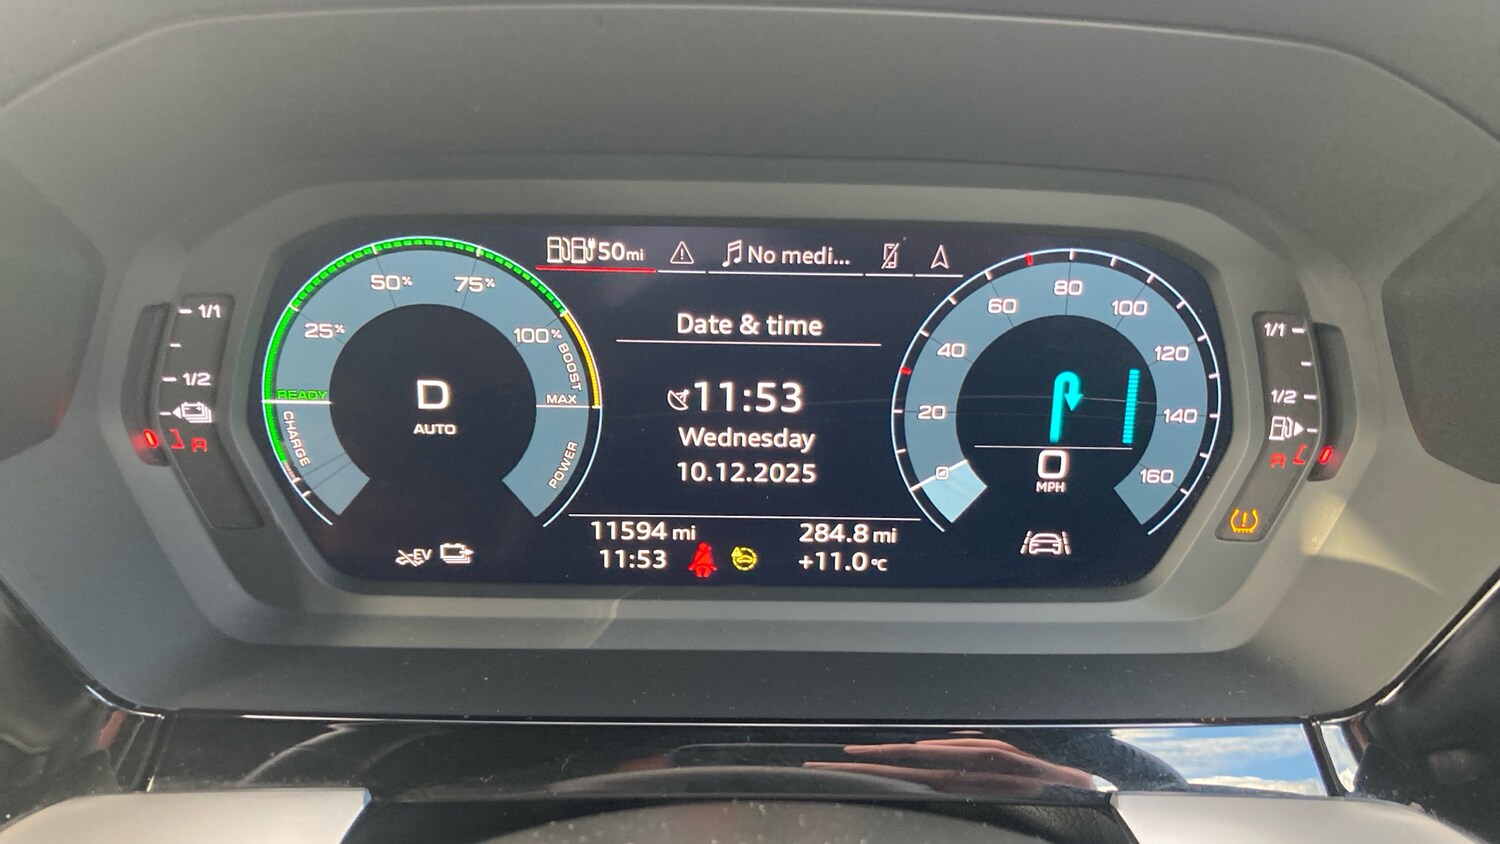 50mi
No medi...
Date & time
11:53
Wednesday
10.12.2025
11594 mi
284.8 mi
11:53
+11.0 °C
25%
50%
75%
100%
BOOST
MAX
POWER
READY
CHARGE
D
AUTO
EV
0
20
40
60
80
100
120
140
160
0
MPH
1/1
1/2
0
1/1
1/2
0